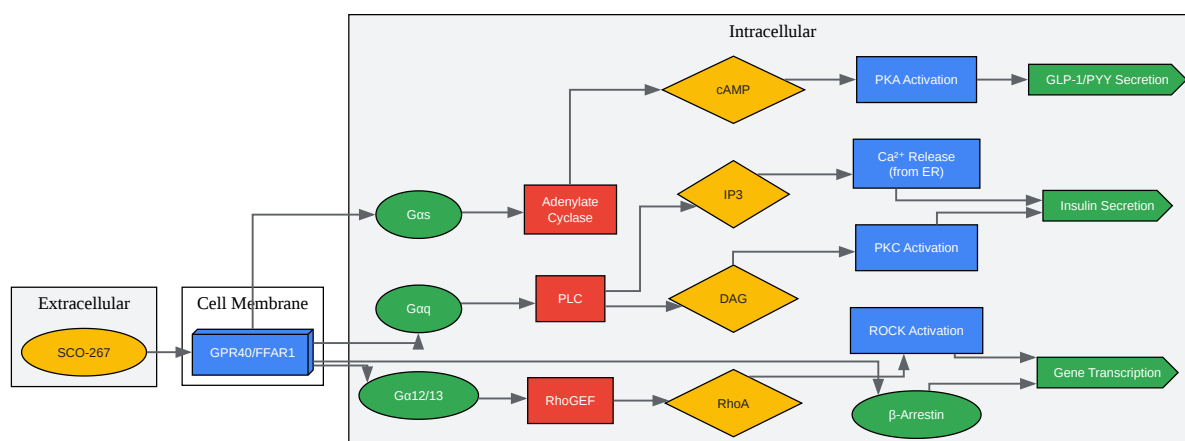 Intracellular
cAMP
PKA Activation
GLP-1/PYY Secretion
Ca²⁺ Release
(from ER)
IP3
Adenylate
Cyclase
Gαs
Insulin Secretion
PKC Activation
Extracellular
Cell Membrane
Gαq
PLC
DAG
ROCK Activation
SCO-267
GPR40/FFAR1
Gene Transcription
Gα12/13
RhoGEF
RhoA
β-Arrestin